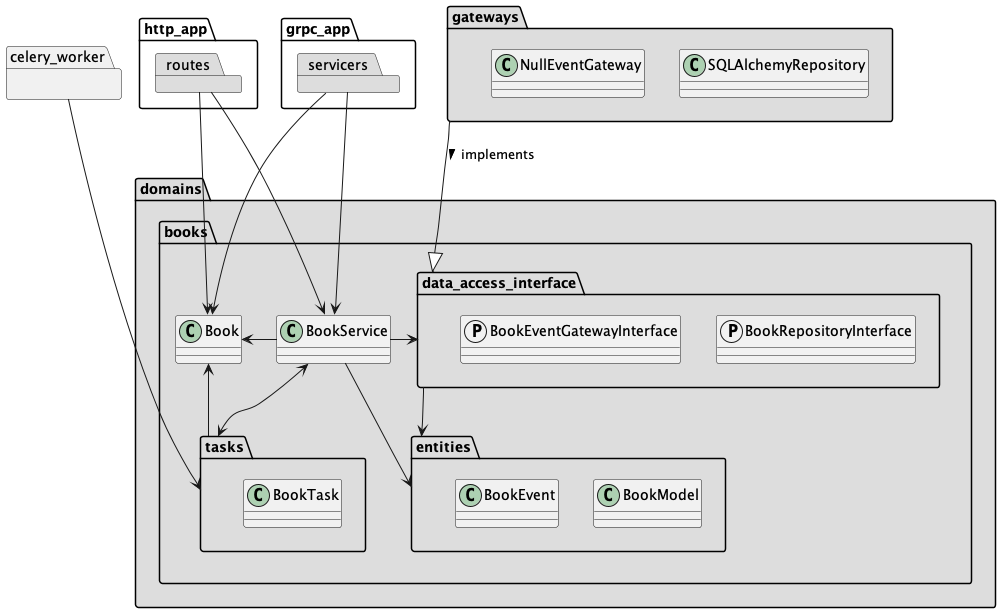 http_app
grpc_app
gateways
celery_worker
routes
servicers
C NullEventGateway
C SQLAlchemyRepository
implements
domains
books
data_access_interface
C Book
C BookService
P BookEventGatewayInterface
P BookRepositoryInterface
tasks
entities
C BookTask
C BookEvent
C BookModel